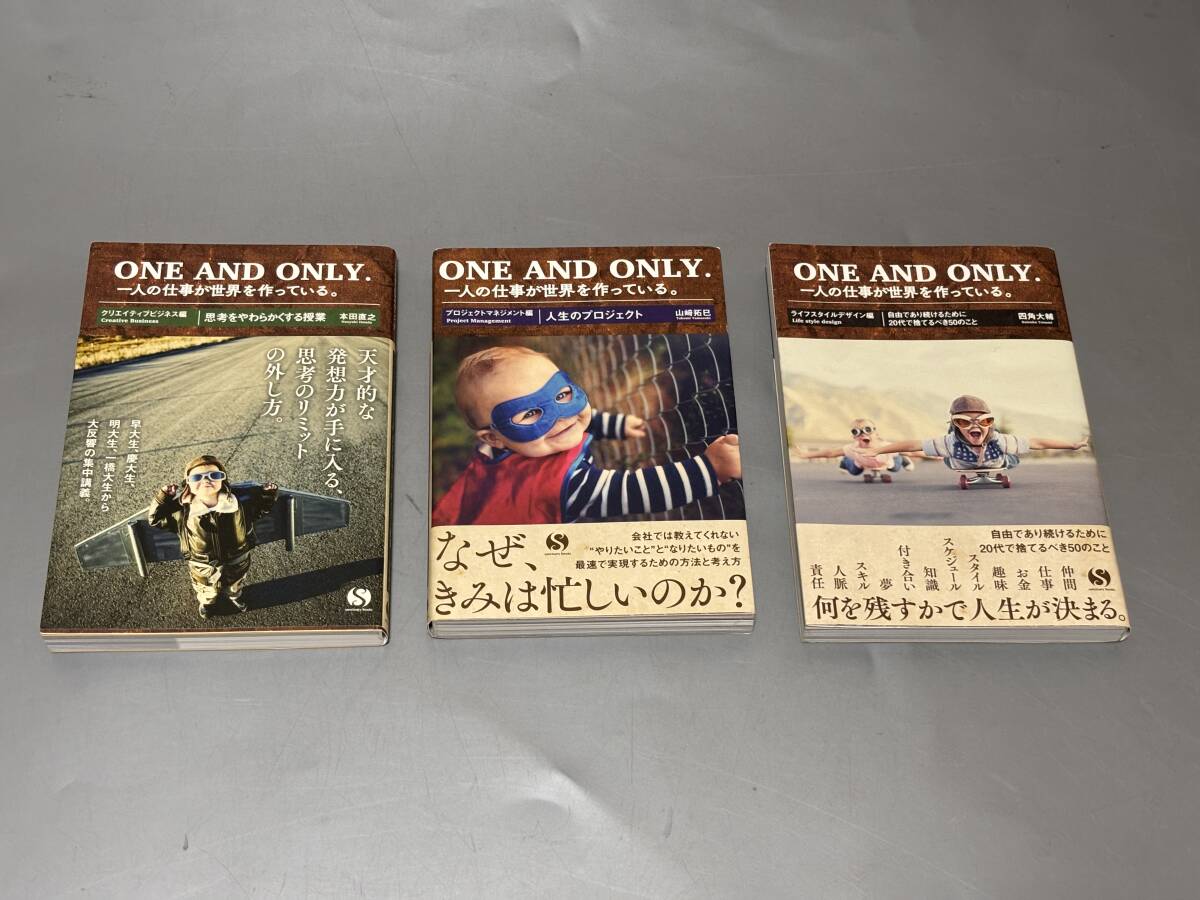 ONE AND ONLY.
一人の仕事が世界を作っている。
クリエイティブビジネス編
Creative Business
思考をやわらかくする授業
本田直之
Naoyuki Honda
天才的な
発想力が手に入る、
思考のリミット
の外し方。
早大生、慶大生、
明大生、一橋大生から
大反響の集中講義。
S
sanctuary books
ONE AND ONLY.
一人の仕事が世界を作っている。
プロジェクトマネジメント編
Project Management
人生のプロジェクト
山﨑拓巳
Takumi Yamazaki
会社では教えてくれない
“やりたいこと”と“なりたいもの”を
最速で実現するための方法と考え方
S
sanctuary books
なぜ、
きみは忙しいのか?
ONE AND ONLY.
一人の仕事が世界を作っている。
ライフスタイルデザイン編
Life style design
自由であり続けるために
20代で捨てるべき50のこと
四角大輔
Daisuke Yosumi
自由であり続けるために
20代で捨てるべき50のこと
仲間
仕事
お金
趣味
スタイル
スケジュール
知識
付き合い
夢
スキル
人脈
責任
S
sanctuary books
何を残すかで人生が決まる。